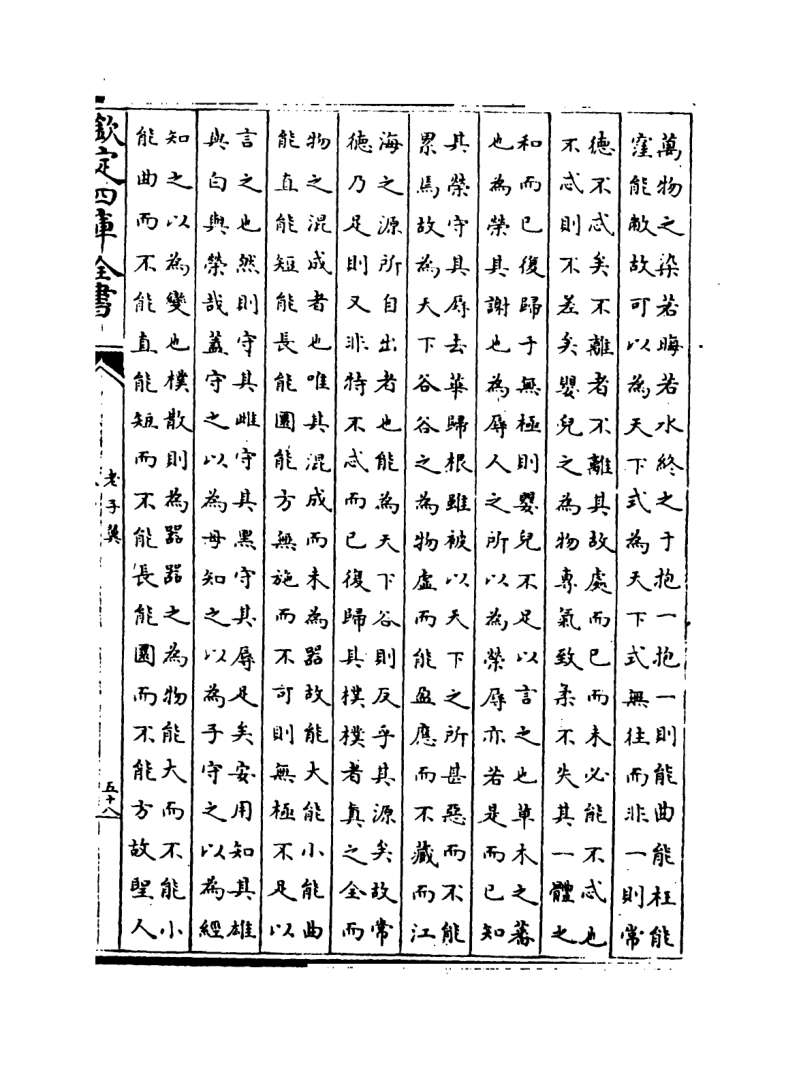 萬物之染若晦若水終之于抱一抱一則能曲能枉能
窪能敝故可以為天下式為天下式無往而非一則常
德不忒矣不離者不離其故處而已而未必能不忒也
不忒則不差矣嬰兒之為物專氣致柔不失其一體之
和而已復歸于無極則嬰兒不足以言之也草木之蕃
也為榮其謝也為辱人之所以為榮辱亦若是而已知
其榮守其辱去華歸根雖被以天下之所甚惡而不能
累焉故為天下谷谷之為物虛而能盈應而不藏而江
海之源所自出者也能為天下谷則反乎其源矣故常
德乃足則又非特不忒而已復歸其樸樸者真之全而
物之混成者也唯其混成而未為器故能大能小能曲
能直能短能長能圓能方無施而不可則無極不足以
言之也然則守其雌守其黑守其辱足矣安用知其雄
與白與榮哉蓋守之以為母知之以為子守之以為經
知之以為變也樸散則為器器之為物能大而不能小
能曲而不能直能短而不能長能圓而不能方故聖人
欽定四庫全書
老子翼
五十八